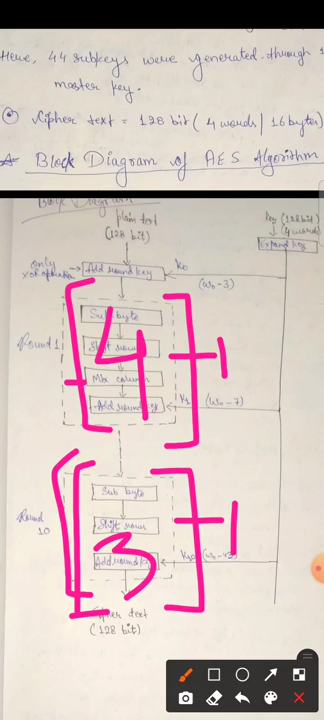 Here, 44 subkeys were generated through 1
master key.
Cipher text = 128 bit ( 4 words | 16 bytes)
Block Diagram of AES Algorithm
Block Diagram
plain text
(128 bit)
Key (128 bit)
(4 words)
Expand key
only
xor operation
Add round key
K0
(w0-3)
Round 1
Sub byte
Shift rows
Mix column
Add round key
K1
4
-1
Round
10
Sub byte
Shift rows
Add round key
K10
3
-1
Cipher text
(128 bit)